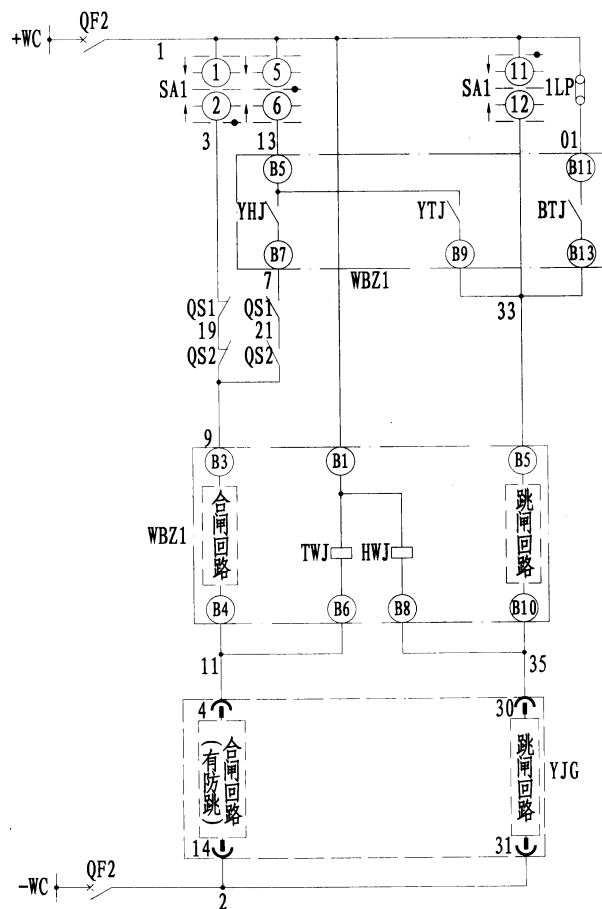 +WC QF2
1
SA1 1 5 SA1 11 1LP
2 6 12
3 13 01
B5 B11
YHJ YTJ BTJ
B7 B9 B13
7 WBZ1
QS1 QS1 33
19 21
QS2 QS2
9
B3 B1 B5
WBZ1 合闸回路 TWJ HWJ 跳闸回路
B4 B6 B8 B10
11 35
4 30
合闸回路 跳闸回路 YJG
(有防跳)
14 31
-WC QF2
2